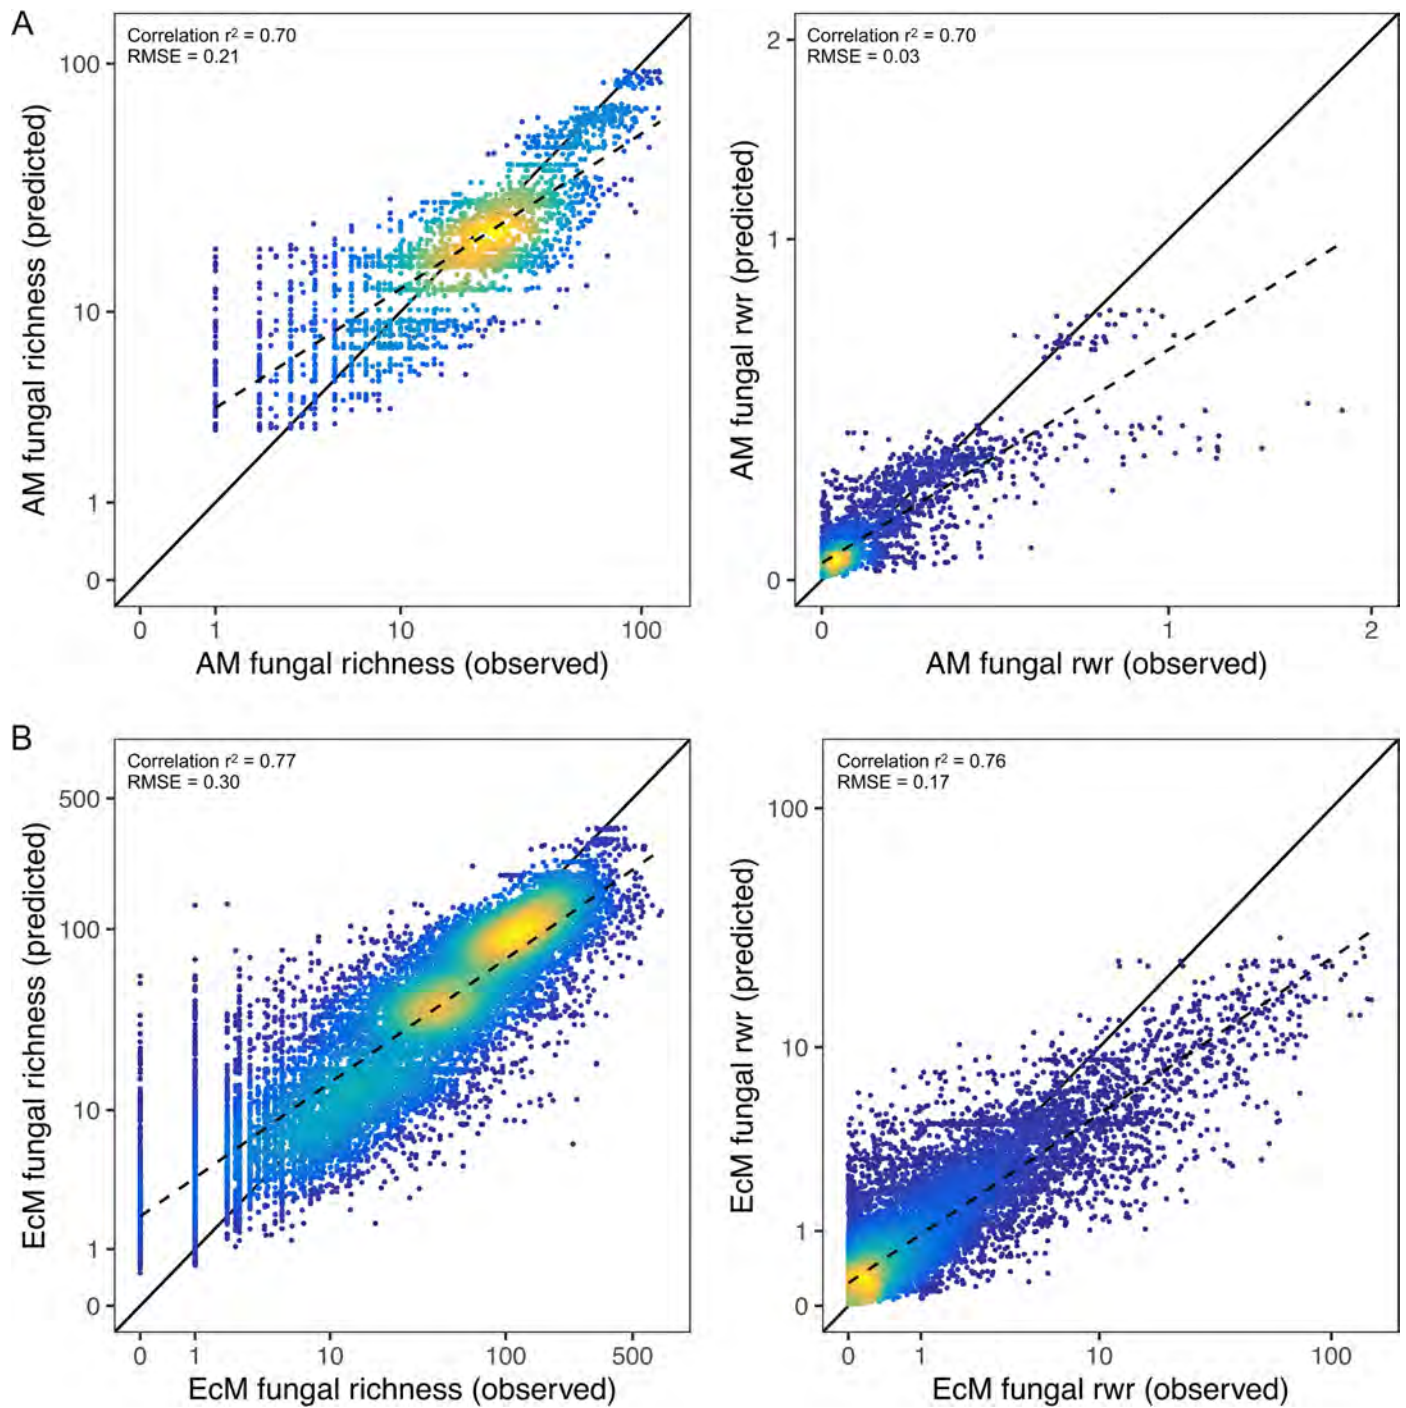 A
Correlation r² = 0.70
RMSE = 0.21
AM fungal richness (predicted)
100
10
1
0
0 1 10 100
AM fungal richness (observed)
Correlation r² = 0.70
RMSE = 0.03
AM fungal rwr (predicted)
2
1
0
0 1 2
AM fungal rwr (observed)
B
Correlation r² = 0.77
RMSE = 0.30
EcM fungal richness (predicted)
500
100
10
1
0
0 1 10 100 500
EcM fungal richness (observed)
Correlation r² = 0.76
RMSE = 0.17
EcM fungal rwr (predicted)
100
10
1
0
0 1 10 100
EcM fungal rwr (observed)